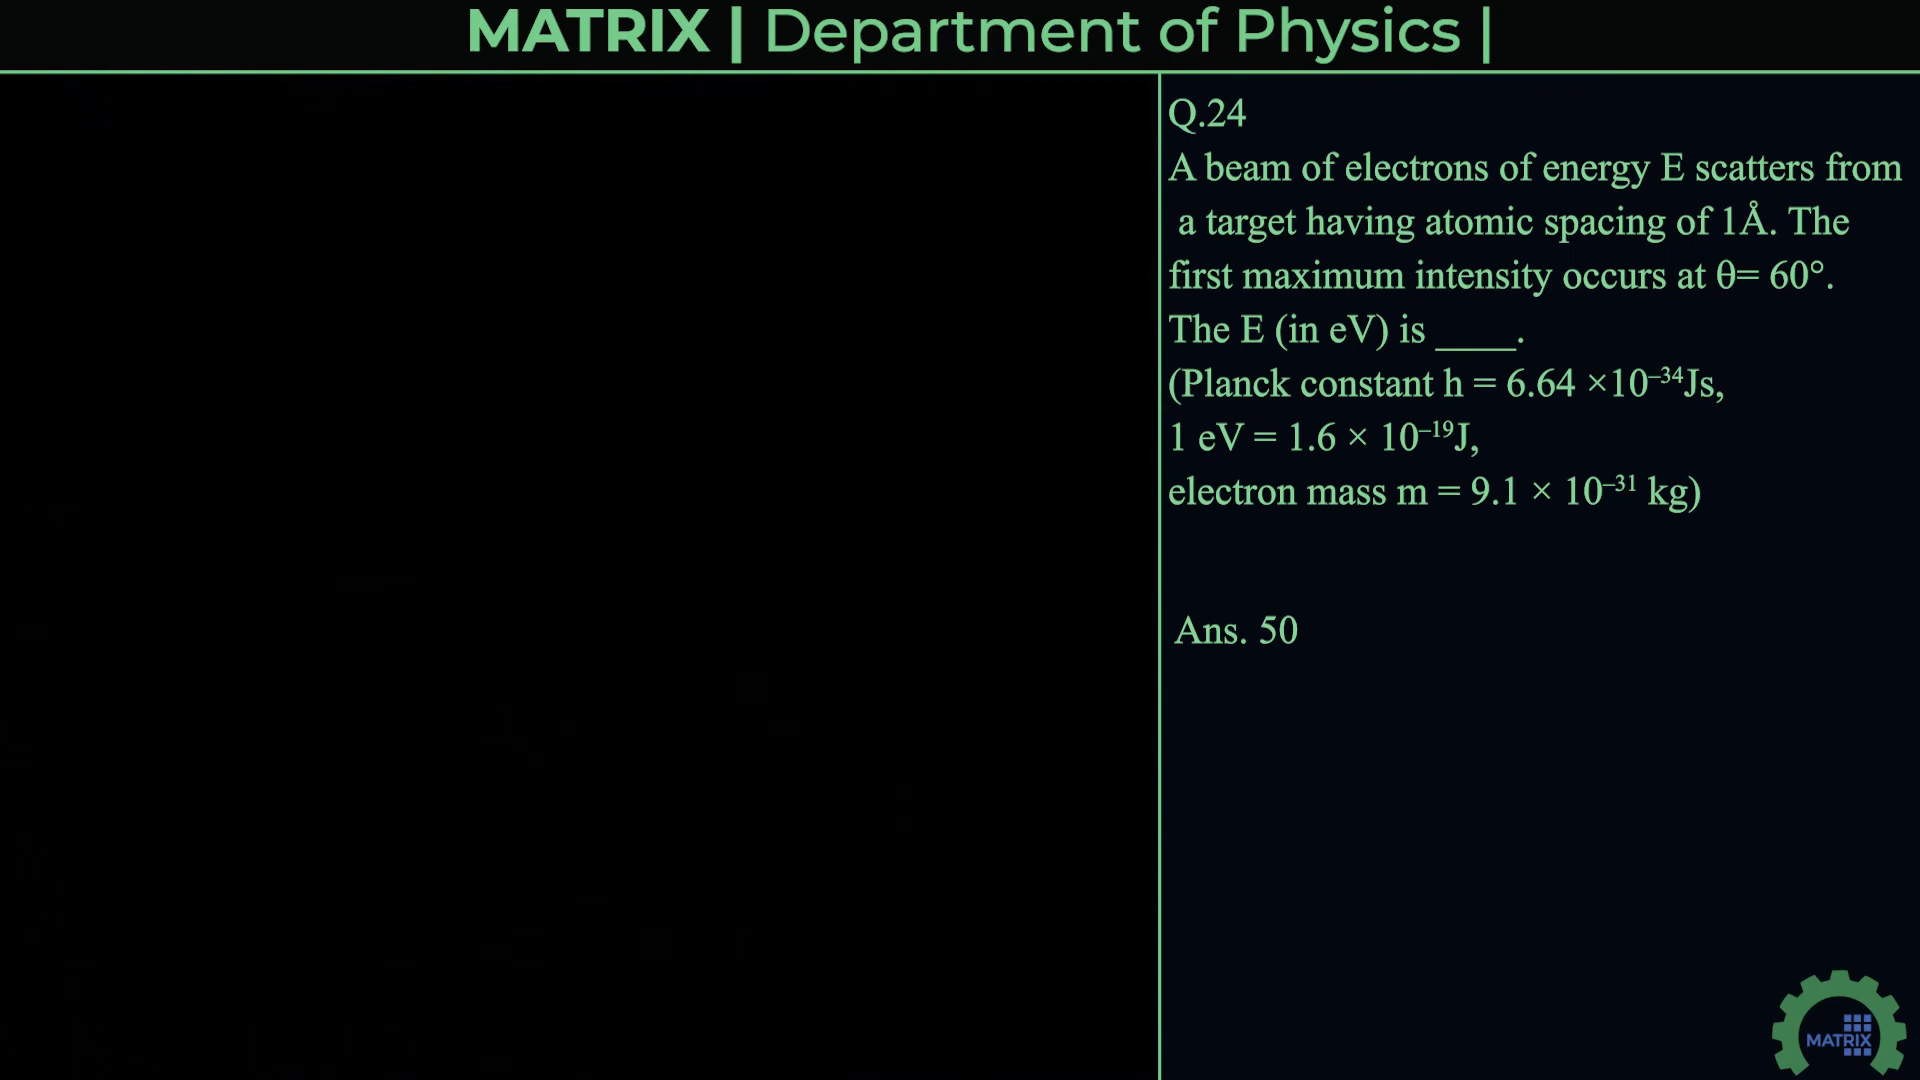 MATRIX | Department of Physics |
Q.24
A beam of electrons of energy E scatters from
a target having atomic spacing of 1Å. The
first maximum intensity occurs at θ= 60°.
The E (in eV) is ____.
(Planck constant h = 6.64 ×10⁻³⁴Js,
1 eV = 1.6 × 10⁻¹⁹J,
electron mass m = 9.1 × 10⁻³¹ kg)
Ans. 50
MATRIX